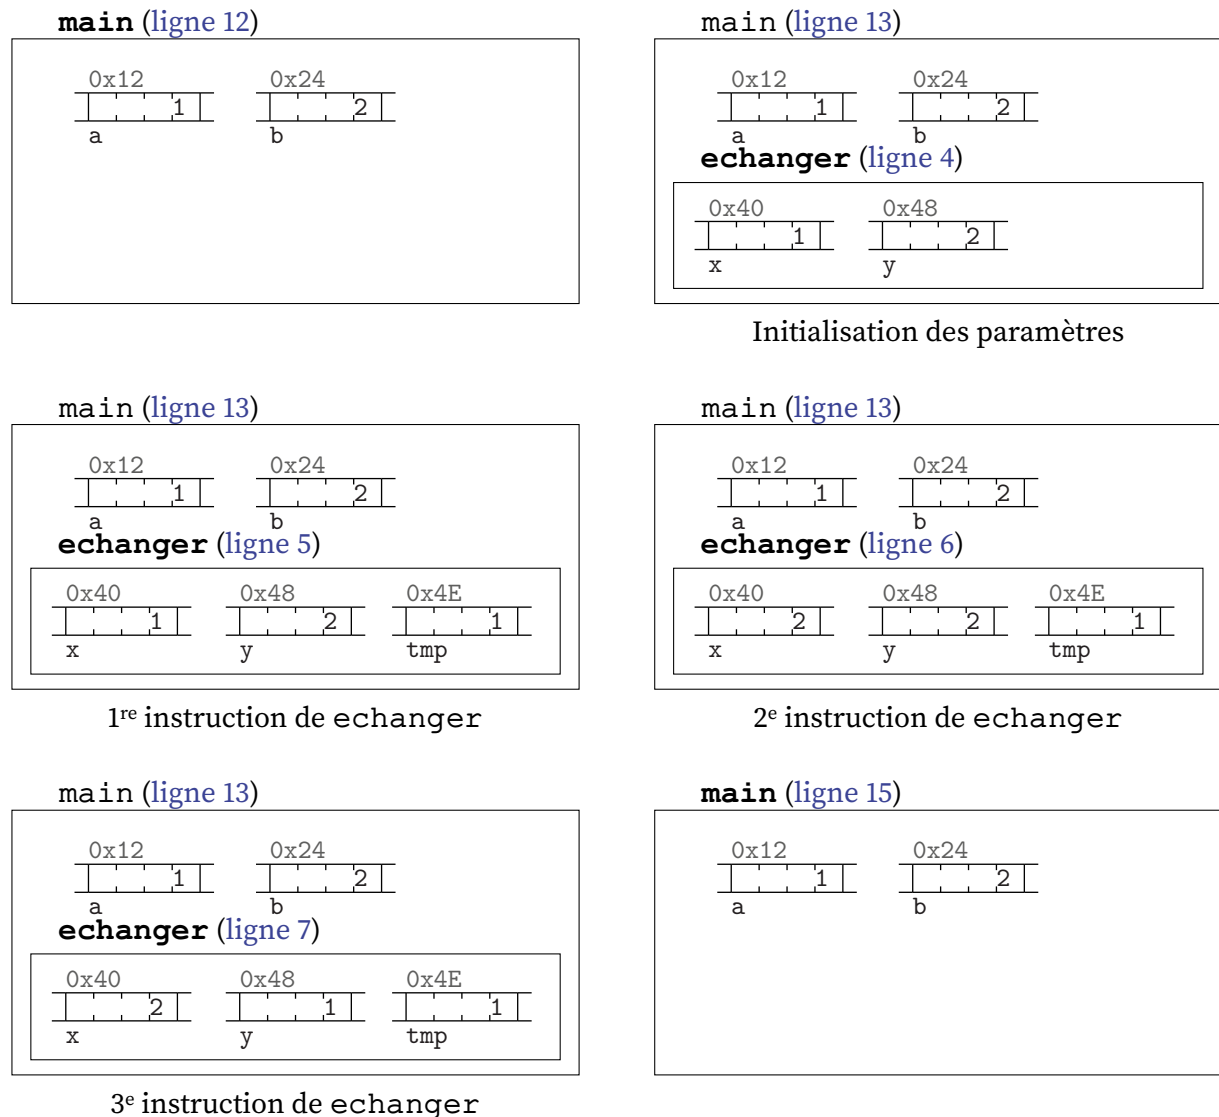 main (ligne 12)
0x12 0x24
1 2
a b
main (ligne 13)
0x12 0x24
1 2
a b
echanger (ligne 4)
0x40 0x48
1 2
x y
Initialisation des paramètres
main (ligne 13)
0x12 0x24
1 2
a b
echanger (ligne 5)
0x40 0x48 0x4E
1 2 1
x y tmp
1re instruction de echanger
main (ligne 13)
0x12 0x24
1 2
a b
echanger (ligne 6)
0x40 0x48 0x4E
2 2 1
x y tmp
2e instruction de echanger
main (ligne 13)
0x12 0x24
1 2
a b
echanger (ligne 7)
0x40 0x48 0x4E
2 1 1
x y tmp
3e instruction de echanger
main (ligne 15)
0x12 0x24
1 2
a b